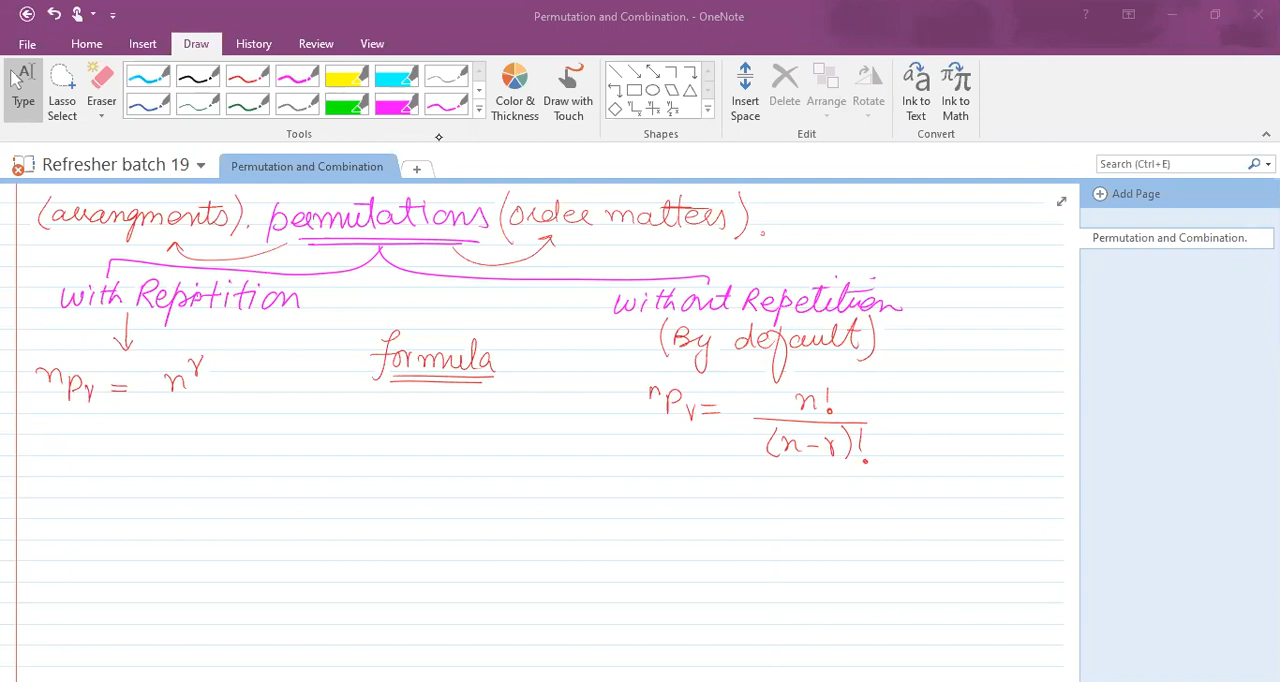 Permutation and Combination. - OneNote
File Home Insert Draw History Review View
Type Lasso Select Eraser Color & Thickness Draw with Touch Insert Space Delete Arrange Rotate Ink to Text Ink to Math
Tools Shapes Edit Convert
Refresher batch 19 Permutation and Combination Search (Ctrl+E)
Add Page
Permutation and Combination.
(arrangments). permutations (order matters).
with Repitition without Repetition
(By default)
formula
ⁿPᵣ = nʳ
ⁿPᵣ = n! / (n-r)!